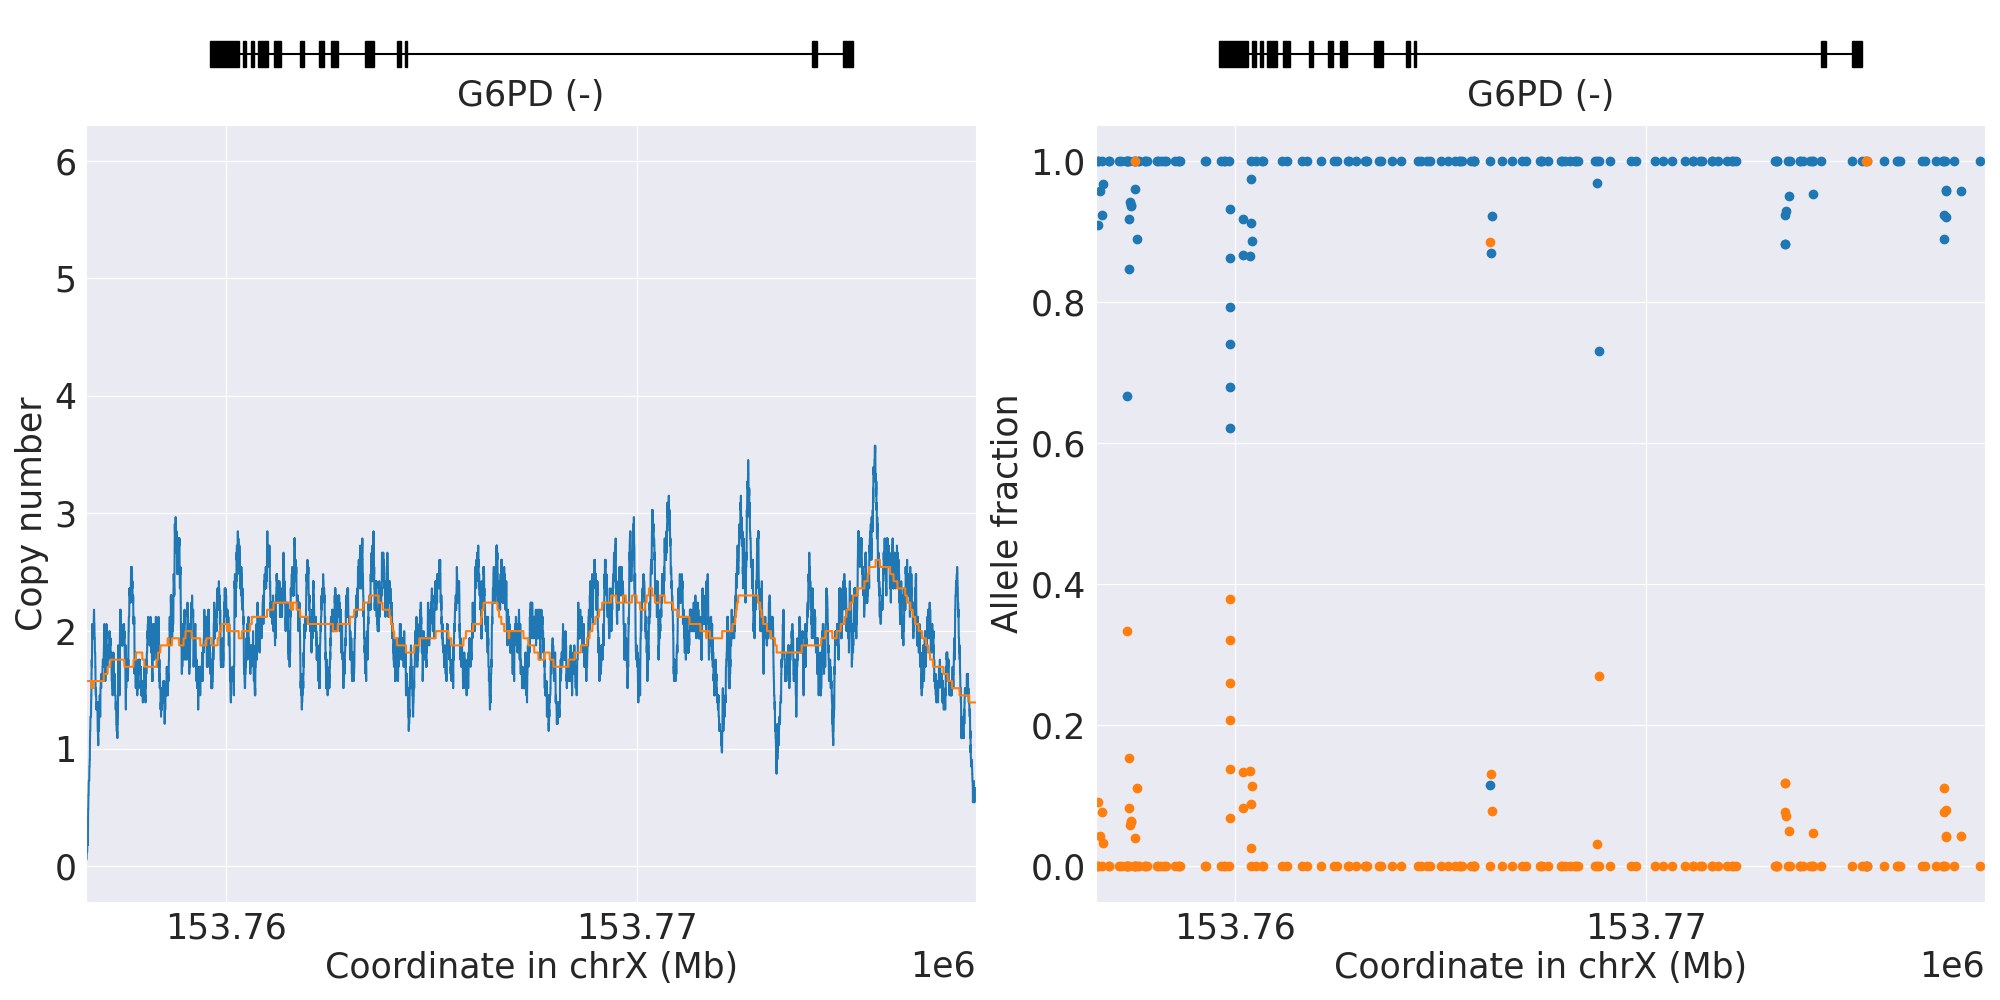 G6PD (-)
6
5
4
3
2
1
0
Copy number
153.76
153.77
Coordinate in chrX (Mb)
1e6
G6PD (-)
1.0
0.8
0.6
0.4
0.2
0.0
Allele fraction
153.76
153.77
Coordinate in chrX (Mb)
1e6